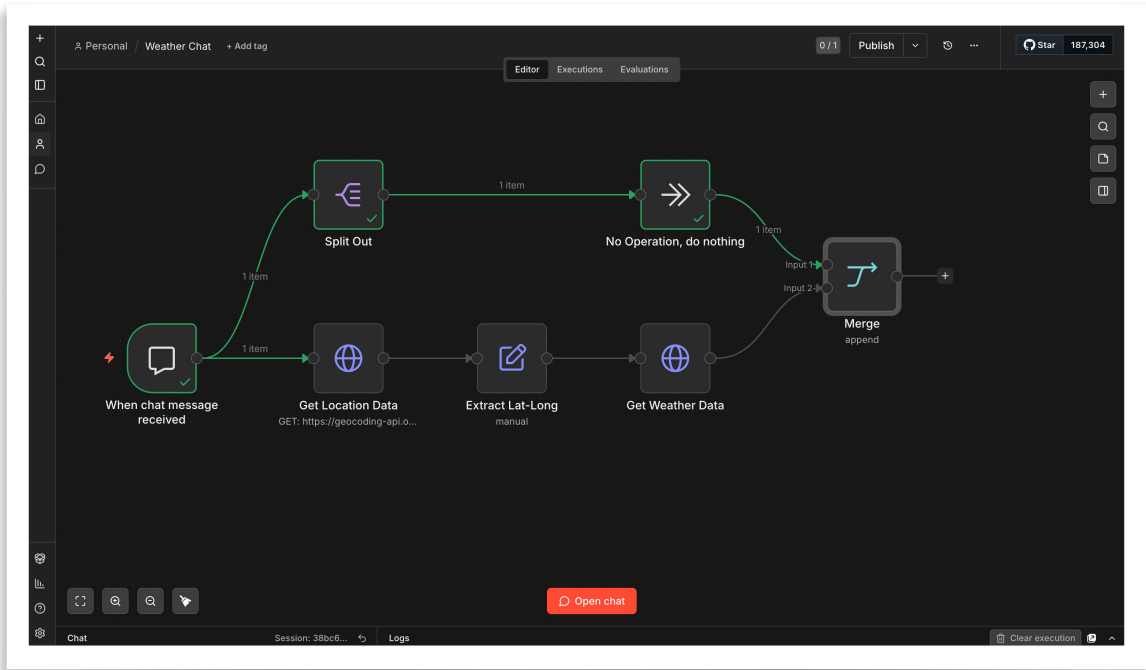 Personal / Weather Chat + Add tag
0 / 1
Publish
Star 187,304
Editor Executions Evaluations
1 item
Split Out
No Operation, do nothing
1 item
1 item
Input 1
Input 2
Merge
append
1 item
When chat message
received
Get Location Data
GET: https://geocoding-api.o...
Extract Lat-Long
manual
Get Weather Data
Open chat
Chat
Session: 38bc6...
Logs
Clear execution